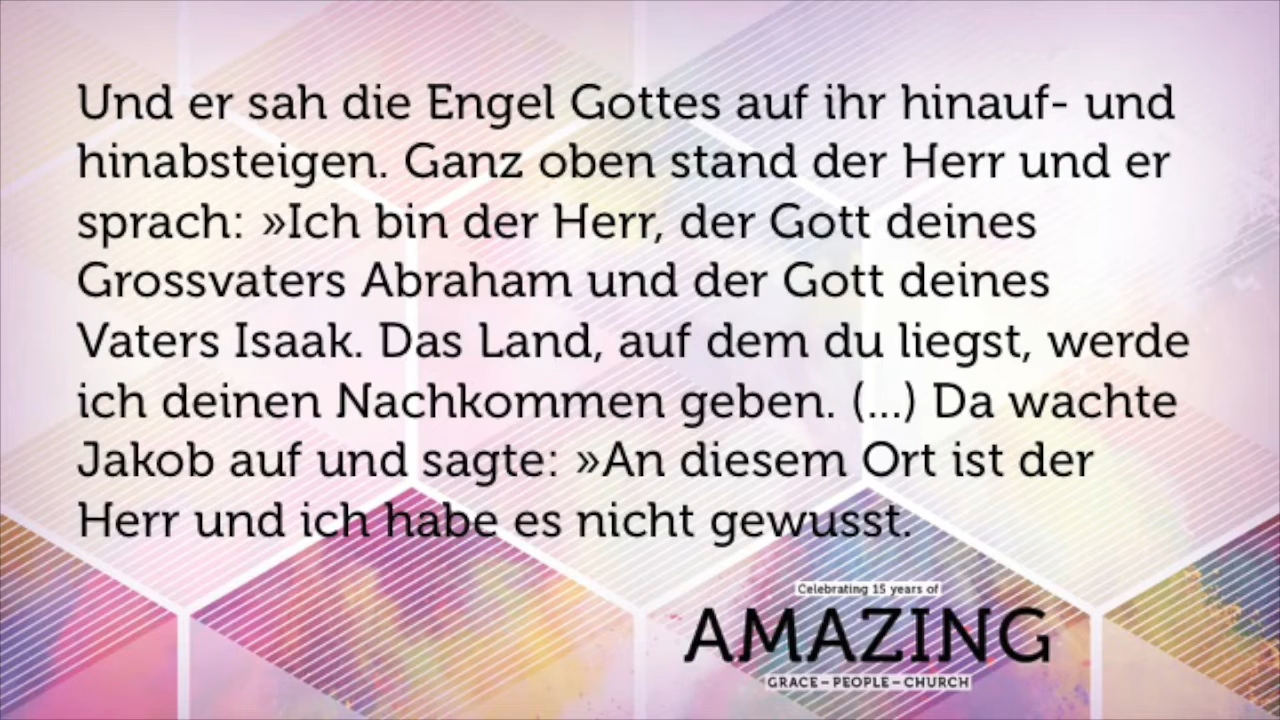 Und er sah die Engel Gottes auf ihr hinauf- und
hinabsteigen. Ganz oben stand der Herr und er
sprach: »Ich bin der Herr, der Gott deines
Grossvaters Abraham und der Gott deines
Vaters Isaak. Das Land, auf dem du liegst, werde
ich deinen Nachkommen geben. (...) Da wachte
Jakob auf und sagte: »An diesem Ort ist der
Herr und ich habe es nicht gewusst.
Celebrating 15 years of
AMAZING
GRACE – PEOPLE – CHURCH